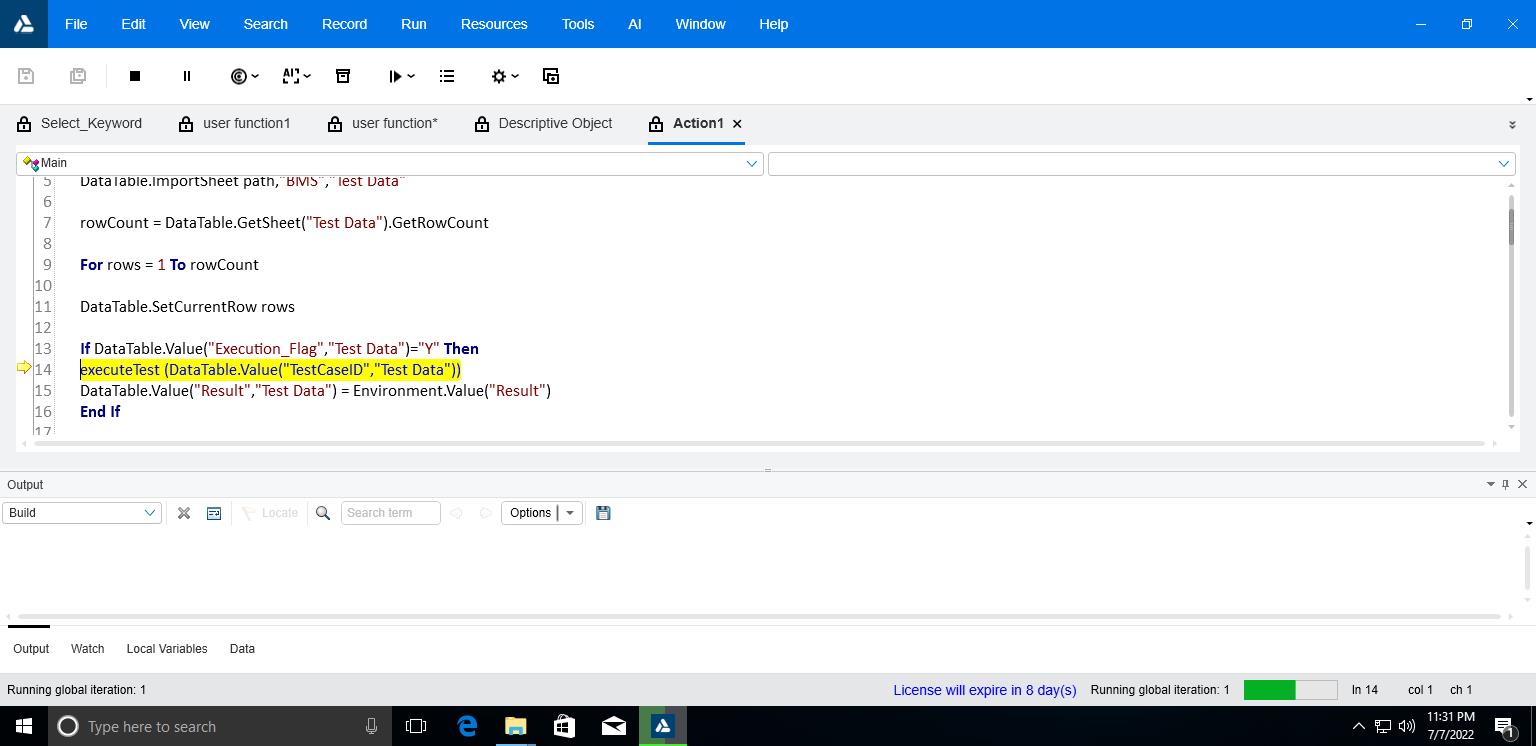 File Edit View Search Record Run Resources Tools AI Window Help
Select_Keyword user function1 user function* Descriptive Object Action1
Main
5 DataTable.ImportSheet path,"BMS","Test Data"
6
7 rowCount = DataTable.GetSheet("Test Data").GetRowCount
8
9 For rows = 1 To rowCount
10
11 DataTable.SetCurrentRow rows
12
13 If DataTable.Value("Execution_Flag","Test Data")="Y" Then
14 executeTest (DataTable.Value("TestCaseID","Test Data"))
15 DataTable.Value("Result","Test Data") = Environment.Value("Result")
16 End If
17
Output
Build Locate Search term Options
Output Watch Local Variables Data
Running global iteration: 1 License will expire in 8 day(s) Running global iteration: 1 ln 14 col 1 ch 1
Type here to search 11:31 PM
7/7/2022 1